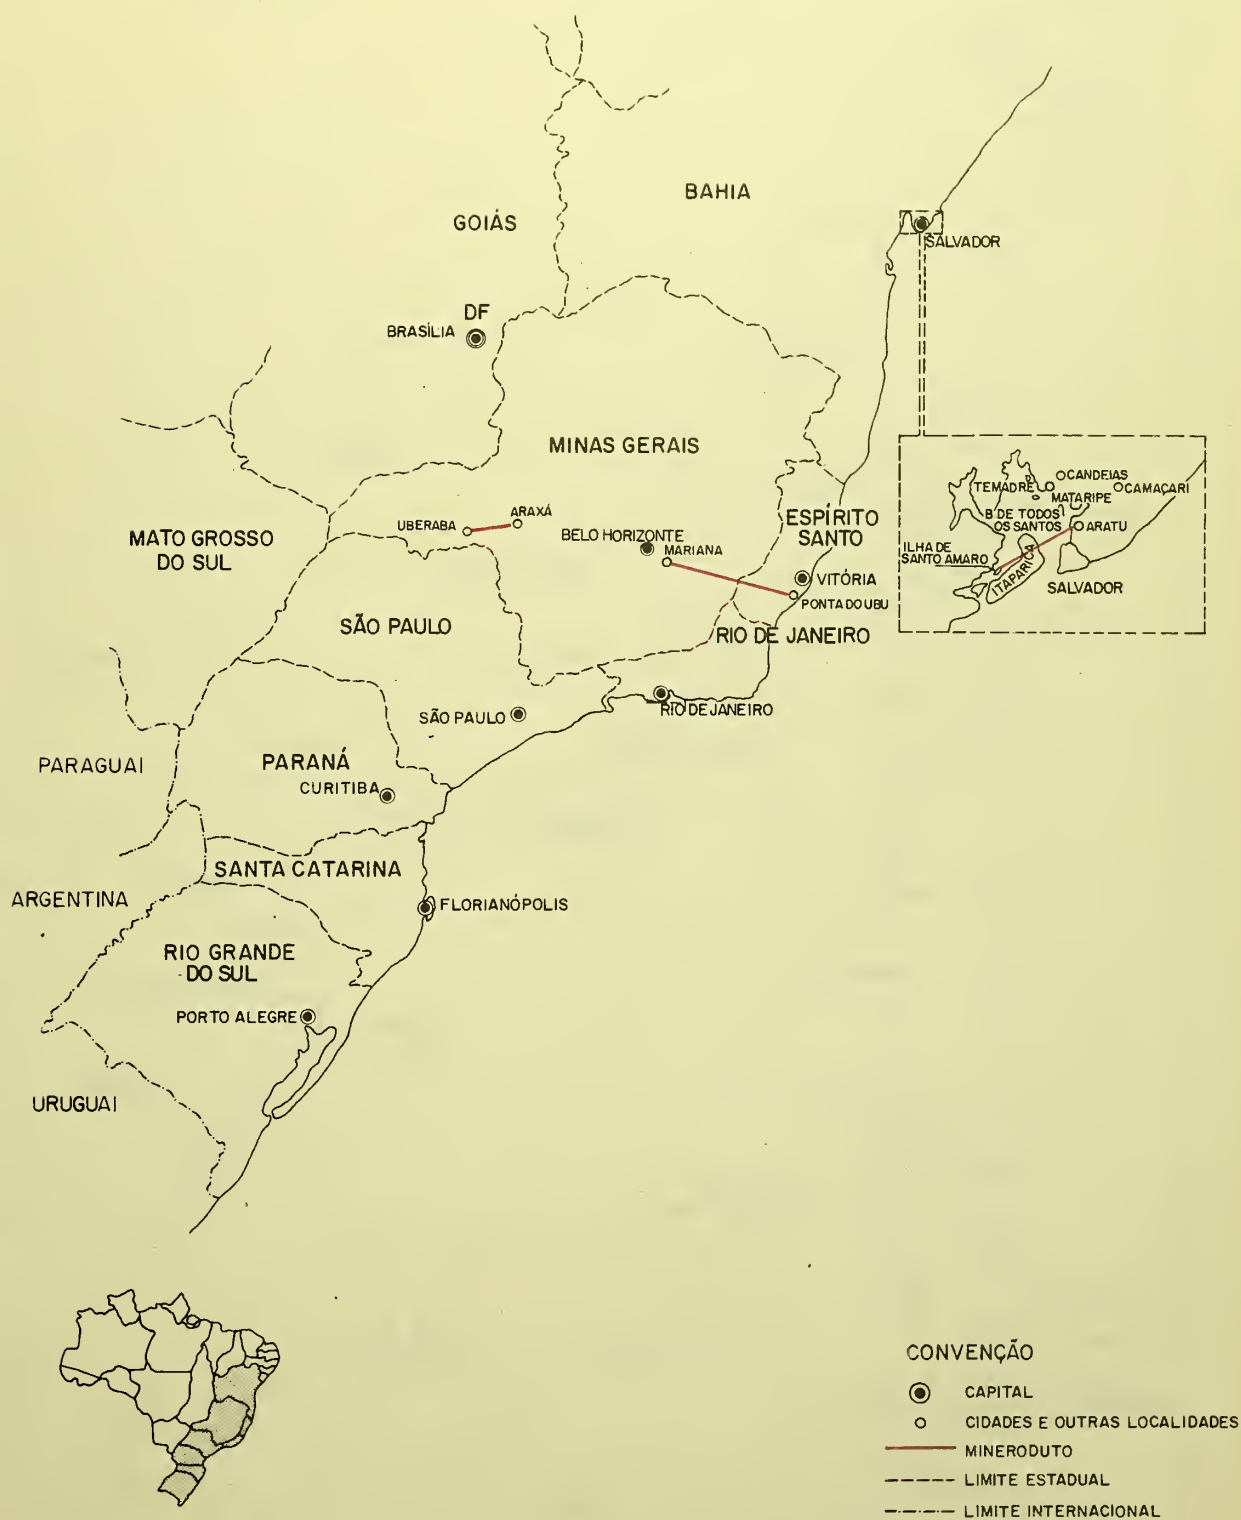 BAHIA
GOIÁS
SALVADOR
DF
BRASÍLIA
MINAS GERAIS
CANDEIAS
TEMADRE
CAMAÇARI
MATARIPE
B. DE TODOS
OS SANTOS
ARATU
ILHA DE
SANTO AMARO
ITAPARICA
SALVADOR
ARAXÁ
UBERABA
ESPÍRITO
SANTO
MATO GROSSO
DO SUL
BELO HORIZONTE
MARIANA
VITÓRIA
PONTA DO UBU
SÃO PAULO
RIO DE JANEIRO
RIO DE JANEIRO
SÃO PAULO
PARAGUAI
PARANÁ
CURITIBA
SANTA CATARINA
ARGENTINA
FLORIANÓPOLIS
RIO GRANDE
DO SUL
PORTO ALEGRE
URUGUAI
CONVENÇÃO
CAPITAL
CIDADES E OUTRAS LOCALIDADES
MINERODUTO
LIMITE ESTADUAL
LIMITE INTERNACIONAL